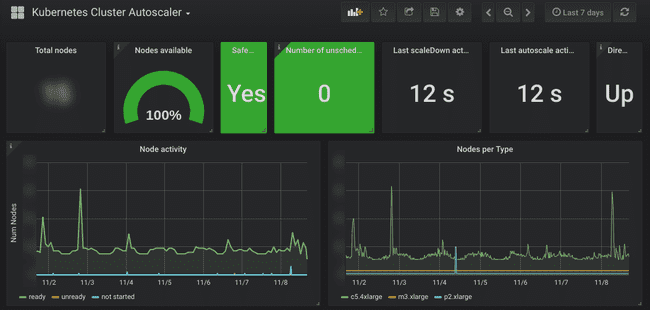 Kubernetes Cluster Autoscaler
Last 7 days
Total nodes
Nodes available
Safe...
Number of unsched...
Last scaleDown act...
Last autoscale acti...
Dire...
100%
Yes
0
12 s
12 s
Up
Node activity
Num Nodes
11/2 11/3 11/4 11/5 11/6 11/7 11/8
ready unready not started
Nodes per Type
11/2 11/3 11/4 11/5 11/6 11/7 11/8
c5.4xlarge m3.xlarge p2.xlarge